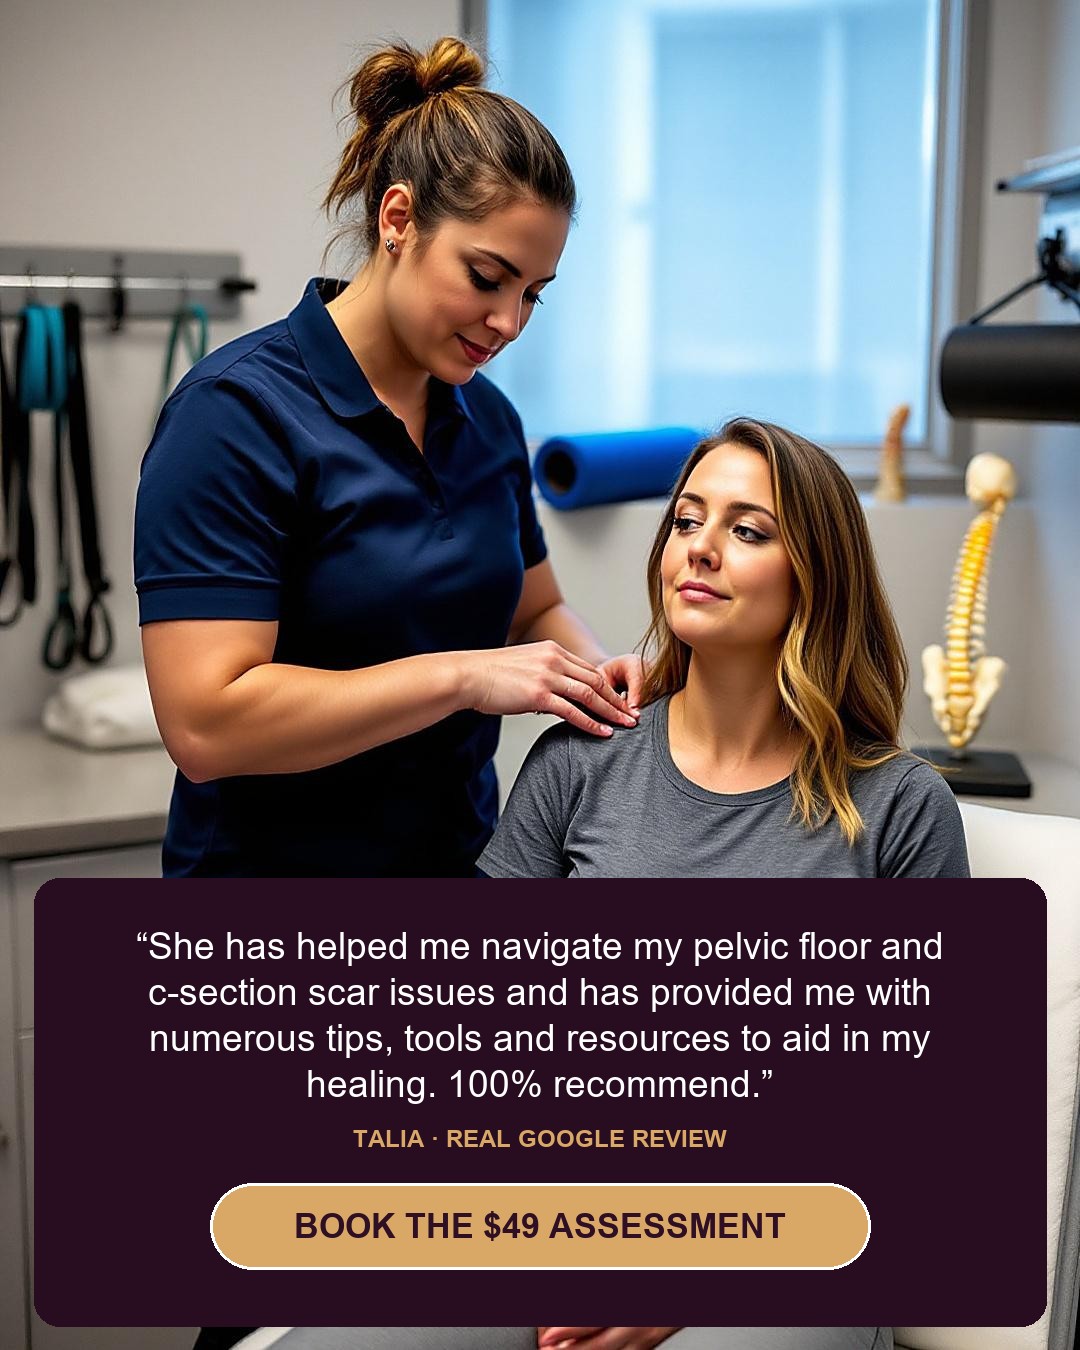 “She has helped me navigate my pelvic floor and
c-section scar issues and has provided me with
numerous tips, tools and resources to aid in my
healing. 100% recommend.”
TALIA · REAL GOOGLE REVIEW
BOOK THE $49 ASSESSMENT